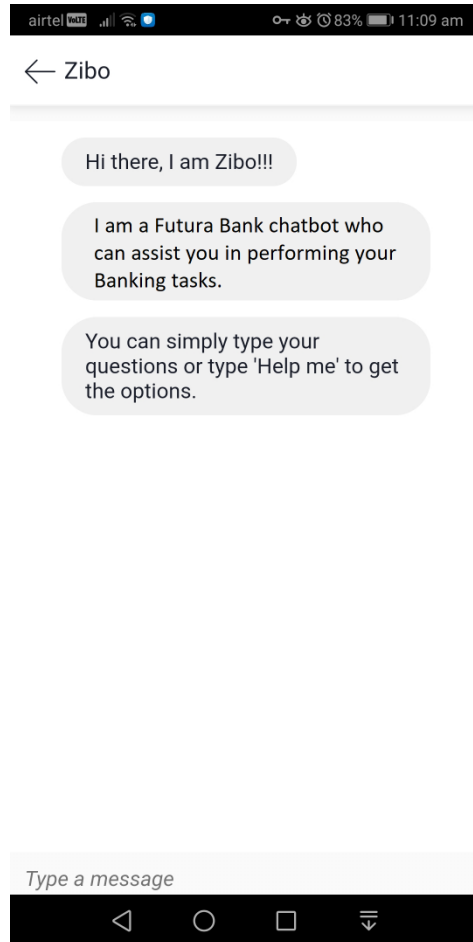 airtel VoLTE 83% 11:09 am
Zibo
Hi there, I am Zibo!!!
I am a Futura Bank chatbot who
can assist you in performing your
Banking tasks.
You can simply type your
questions or type 'Help me' to get
the options.
Type a message